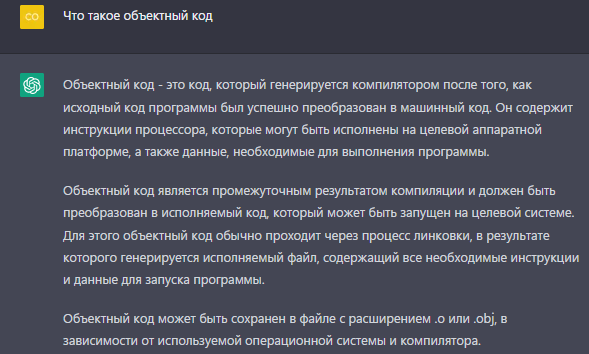 CO
Что такое объектный код
Объектный код - это код, который генерируется компилятором после того, как
исходный код программы был успешно преобразован в машинный код. Он содержит
инструкции процессора, которые могут быть исполнены на целевой аппаратной
платформе, а также данные, необходимые для выполнения программы.
Объектный код является промежуточным результатом компиляции и должен быть
преобразован в исполняемый код, который может быть запущен на целевой системе.
Для этого объектный код обычно проходит через процесс линковки, в результате
которого генерируется исполняемый файл, содержащий все необходимые инструкции
и данные для запуска программы.
Объектный код может быть сохранен в файле с расширением .o или .obj, в
зависимости от используемой операционной системы и компилятора.